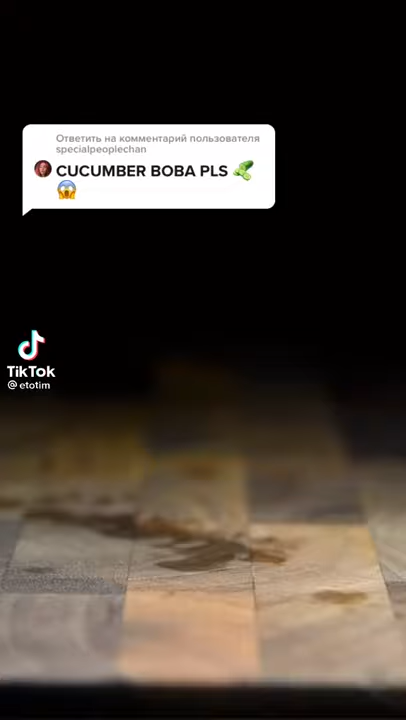 Ответить на комментарий пользователя
specialpeoplechan
CUCUMBER BOBA PLS 🥒
😱
TikTok
@etotim